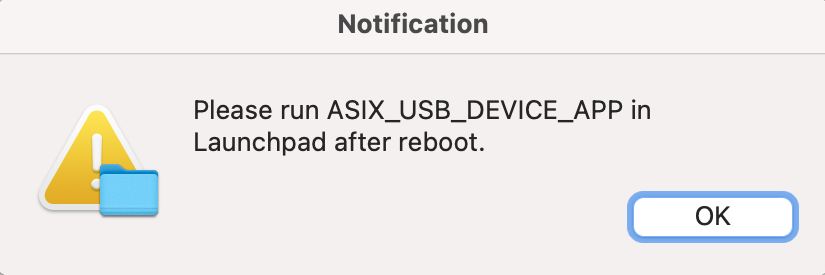 Notification
Please run ASIX_USB_DEVICE_APP in
Launchpad after reboot.
OK